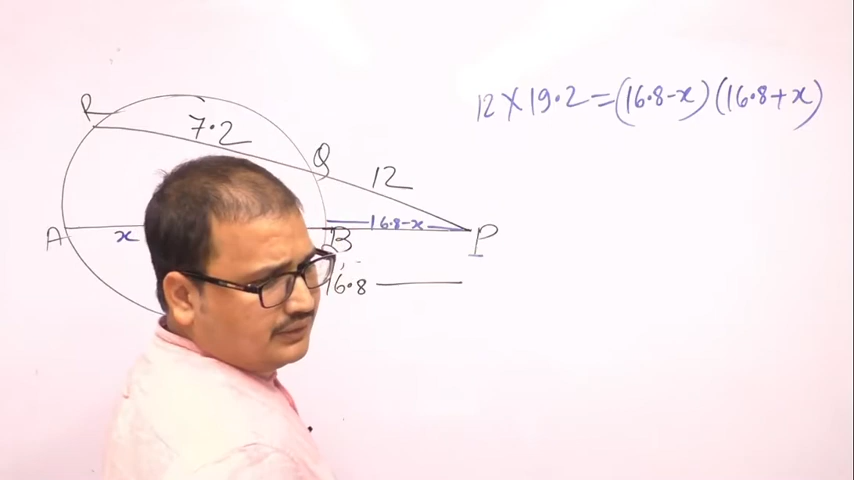 12 × 19.2 = (16.8-x) (16.8+x)
R
7.2
Q
12
A
x
B
16.8-x
P
16.8